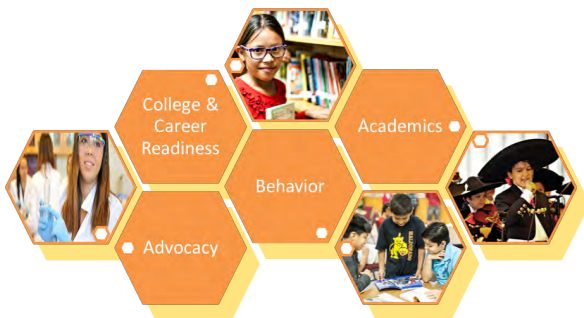 College &
Career
Readiness
Academics
Behavior
Advocacy